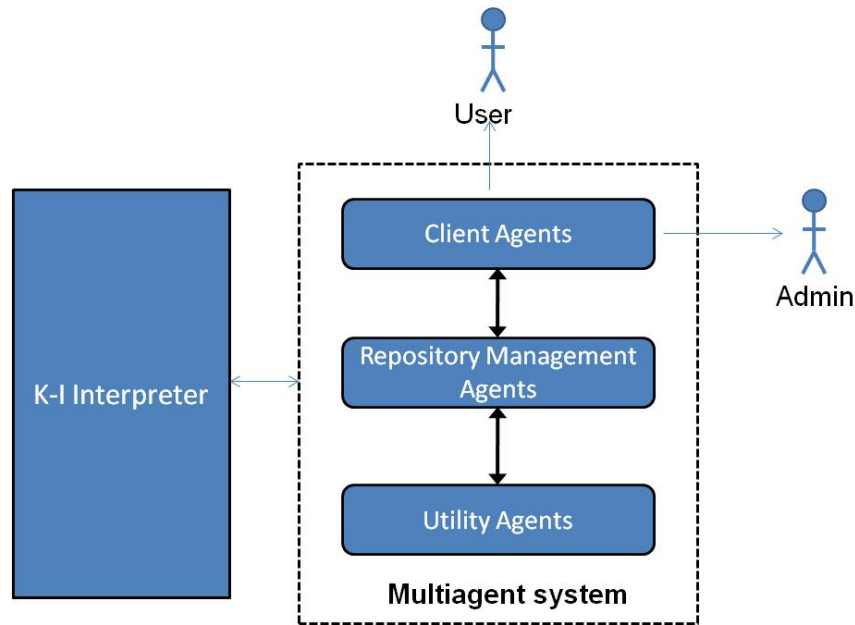 User
Client Agents
Admin
Repository Management
Agents
K-I Interpreter
Utility Agents
Multiagent system